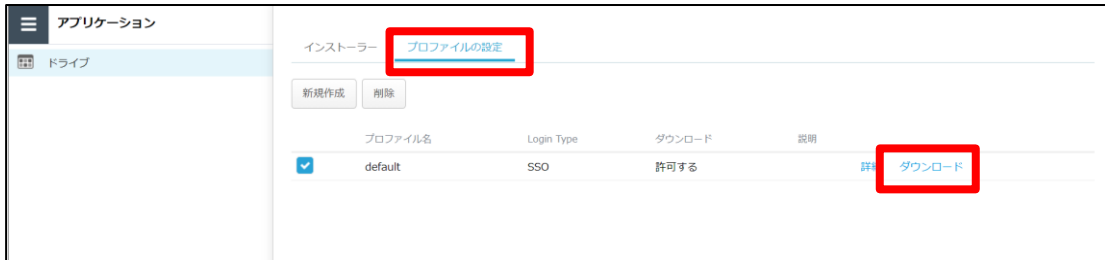 アプリケーション
ドライブ
インストーラー プロファイルの設定
新規作成 削除
プロファイル名 Login Type ダウンロード 説明
default SSO 許可する 詳細 ダウンロード